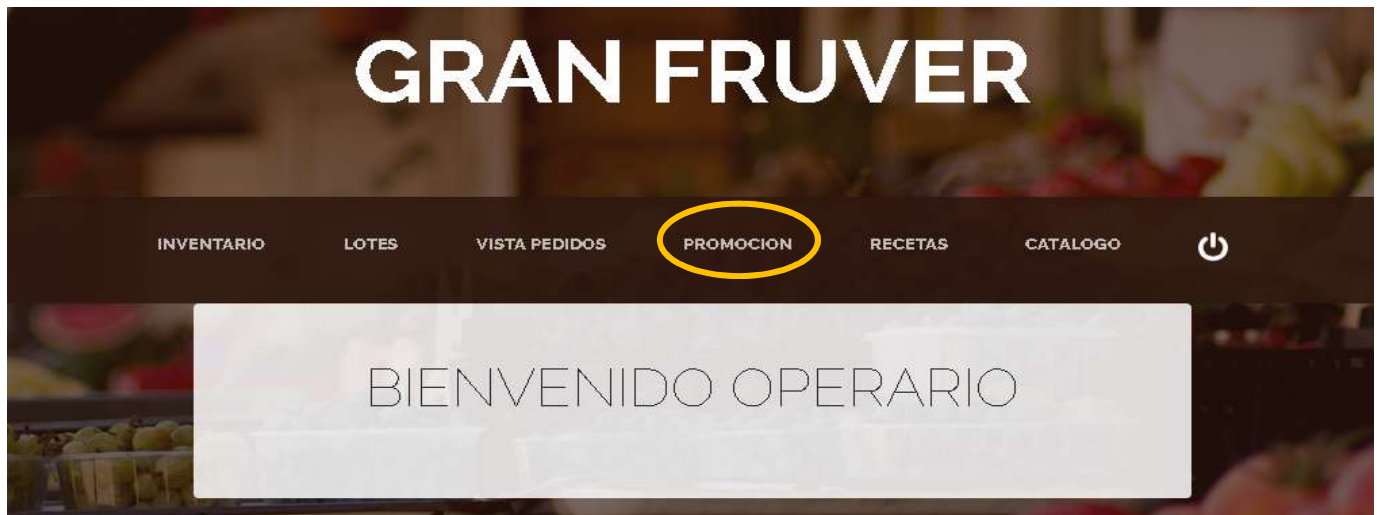 GRAN FRUVER
INVENTARIO LOTES VISTA PEDIDOS PROMOCION RECETAS CATALOGO
BIENVENIDO OPERARIO